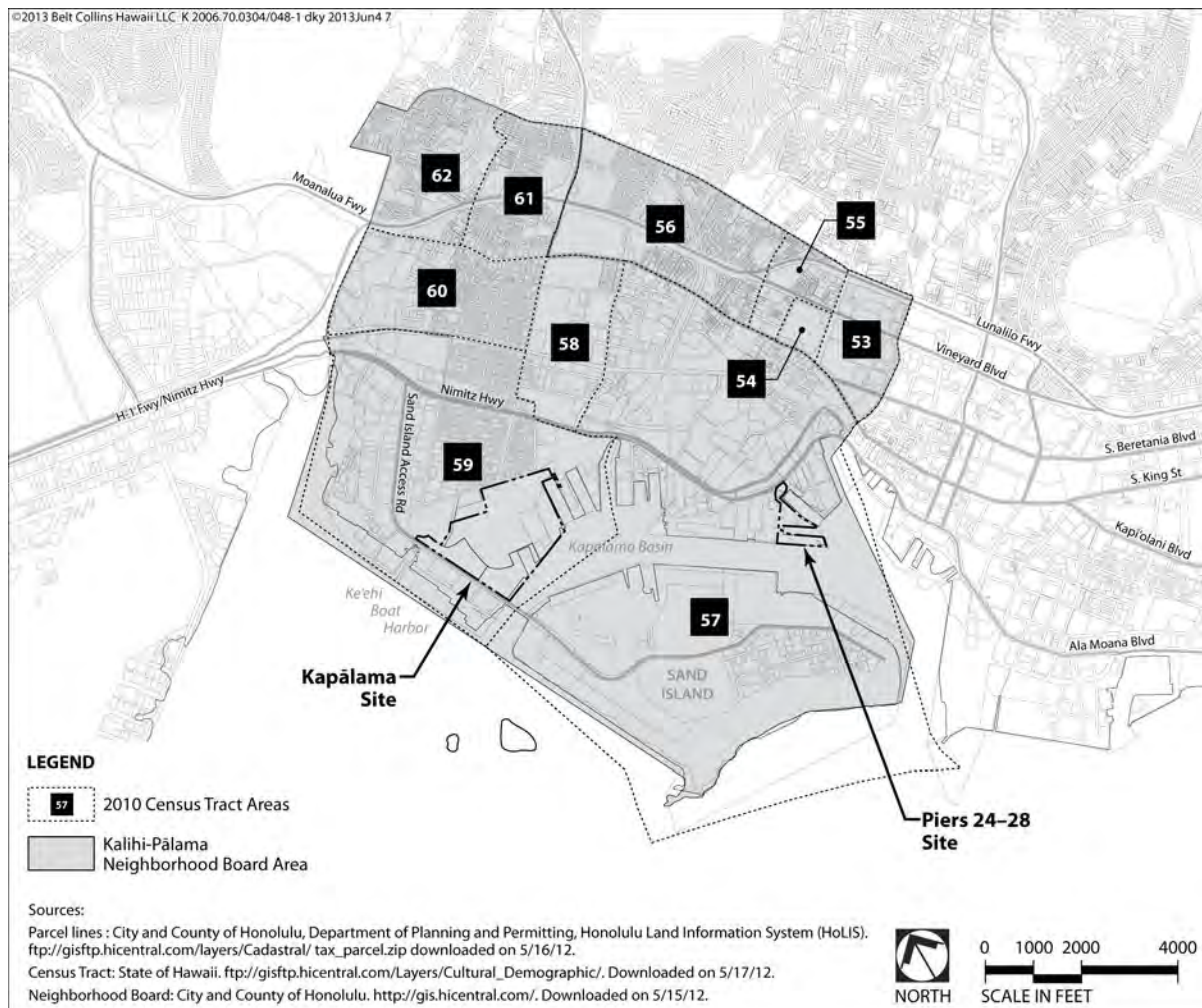 ©2013 Belt Collins Hawaii LLC K 2006.70.0304/048-1 dky 2013Jun4 7
Moanalua Fwy
62
61
56
55
60
58
54
53
Lunalilo Fwy
Vineyard Blvd
H-1 Fwy/Nimitz Hwy
Nimitz Hwy
Sand Island Access Rd
59
S. Beretania Blvd
S. King St
Kapi'olani Blvd
Kapalama Basin
Ke'ehi
Boat
Harbor
57
Ala Moana Blvd
SAND
ISLAND
Kapālama
Site
Piers 24–28
Site
LEGEND
57 2010 Census Tract Areas
Kalihi-Pālama
Neighborhood Board Area
Sources:
Parcel lines : City and County of Honolulu, Department of Planning and Permitting, Honolulu Land Information System (HoLIS).
ftp://gisftp.hicentral.com/layers/Cadastral/ tax_parcel.zip downloaded on 5/16/12.
Census Tract: State of Hawaii. ftp://gisftp.hicentral.com/Layers/Cultural_Demographic/. Downloaded on 5/17/12.
Neighborhood Board: City and County of Honolulu. http://gis.hicentral.com/. Downloaded on 5/15/12.
NORTH
0 1000 2000 4000
SCALE IN FEET